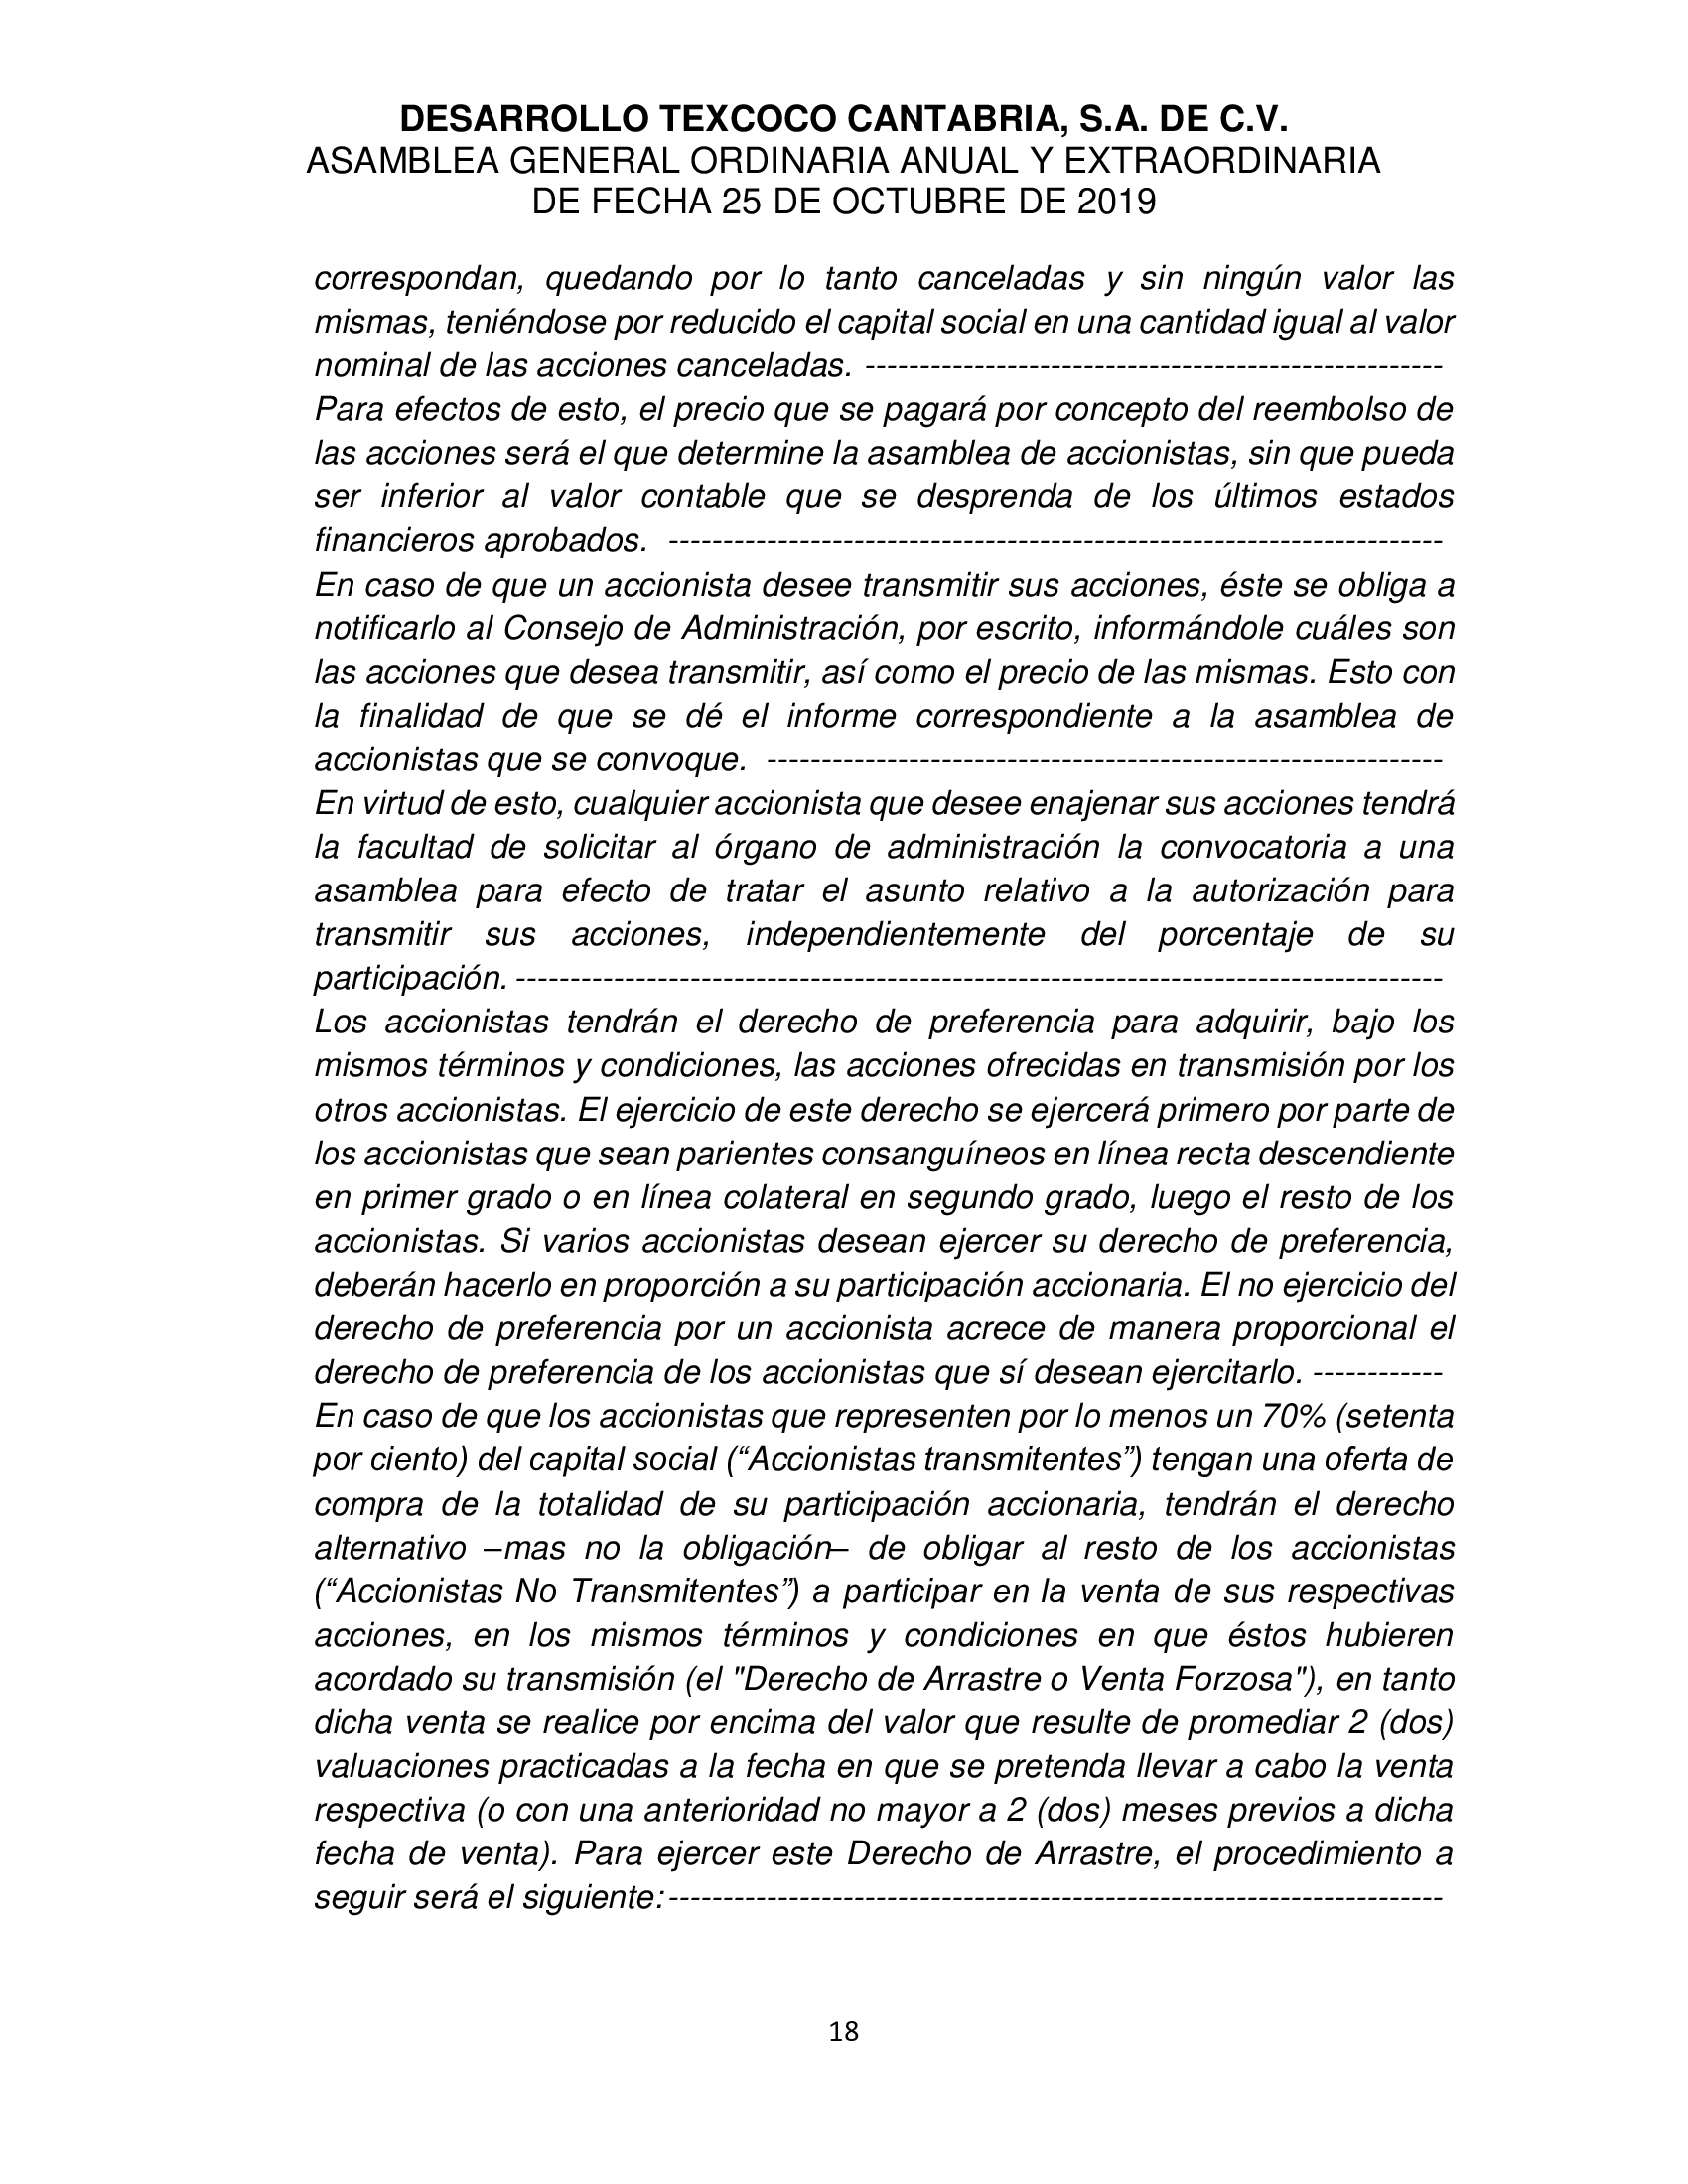 DESARROLLO TEXCOCO CANTABRIA, S.A. DE C.V.
ASAMBLEA GENERAL ORDINARIA ANUAL Y EXTRAORDINARIA
DE FECHA 25 DE OCTUBRE DE 2019
correspondan, quedando por lo tanto canceladas y sin ningún valor las
mismas, teniéndose por reducido el capital social en una cantidad igual al valor
nominal de las acciones canceladas. -----------------------------------------------------
Para efectos de esto, el precio que se pagará por concepto del reembolso de
las acciones será el que determine la asamblea de accionistas, sin que pueda
ser inferior al valor contable que se desprenda de los últimos estados
financieros aprobados. -----------------------------------------------------------------------
En caso de que un accionista desee transmitir sus acciones, éste se obliga a
notificarlo al Consejo de Administración, por escrito, informándole cuáles son
las acciones que desea transmitir, así como el precio de las mismas. Esto con
la finalidad de que se dé el informe correspondiente a la asamblea de
accionistas que se convoque. --------------------------------------------------------------
En virtud de esto, cualquier accionista que desee enajenar sus acciones tendrá
la facultad de solicitar al órgano de administración la convocatoria a una
asamblea para efecto de tratar el asunto relativo a la autorización para
transmitir sus acciones, independientemente del porcentaje de su
participación. -------------------------------------------------------------------------------------
Los accionistas tendrán el derecho de preferencia para adquirir, bajo los
mismos términos y condiciones, las acciones ofrecidas en transmisión por los
otros accionistas. El ejercicio de este derecho se ejercerá primero por parte de
los accionistas que sean parientes consanguíneos en línea recta descendiente
en primer grado o en línea colateral en segundo grado, luego el resto de los
accionistas. Si varios accionistas desean ejercer su derecho de preferencia,
deberán hacerlo en proporción a su participación accionaria. El no ejercicio del
derecho de preferencia por un accionista acrece de manera proporcional el
derecho de preferencia de los accionistas que sí desean ejercitarlo. ------------
En caso de que los accionistas que representen por lo menos un 70% (setenta
por ciento) del capital social (“Accionistas transmitentes”) tengan una oferta de
compra de la totalidad de su participación accionaria, tendrán el derecho
alternativo –mas no la obligación– de obligar al resto de los accionistas
(“Accionistas No Transmitentes”) a participar en la venta de sus respectivas
acciones, en los mismos términos y condiciones en que éstos hubieren
acordado su transmisión (el "Derecho de Arrastre o Venta Forzosa"), en tanto
dicha venta se realice por encima del valor que resulte de promediar 2 (dos)
valuaciones practicadas a la fecha en que se pretenda llevar a cabo la venta
respectiva (o con una anterioridad no mayor a 2 (dos) meses previos a dicha
fecha de venta). Para ejercer este Derecho de Arrastre, el procedimiento a
seguir será el siguiente:-----------------------------------------------------------------------
18